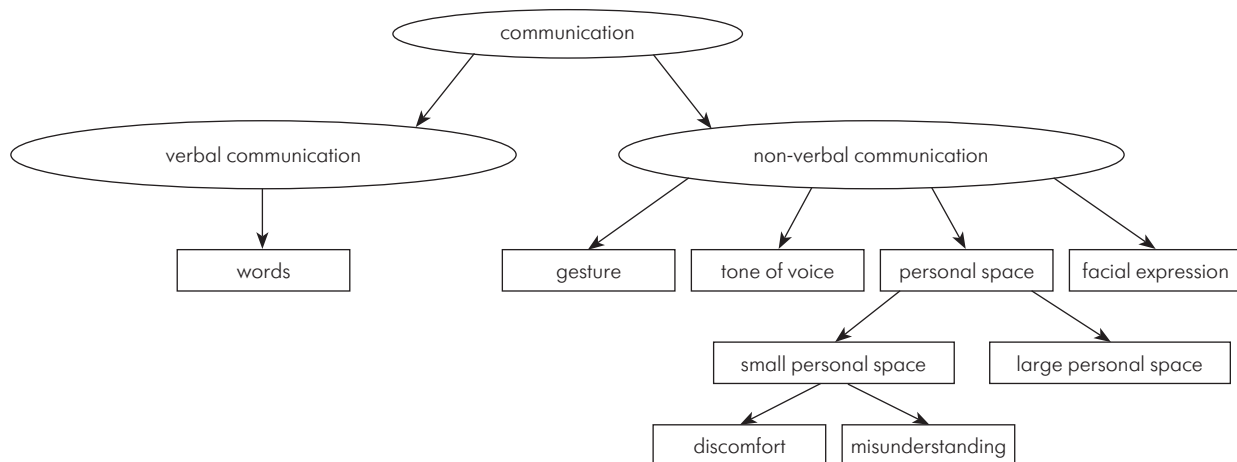 communication
verbal communication
non-verbal communication
words
gesture
tone of voice
personal space
facial expression
small personal space
large personal space
discomfort
misunderstanding